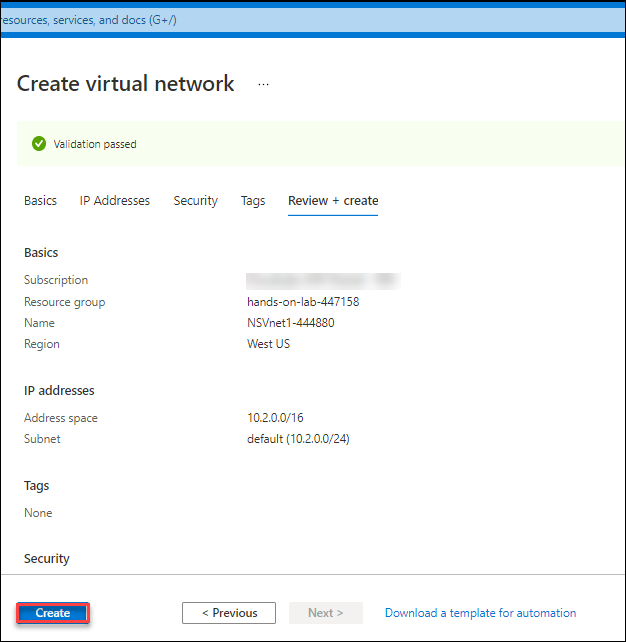 resources, services, and docs (G+/)
Create virtual network ...
Validation passed
Basics IP Addresses Security Tags Review + create
Basics
Subscription
Resource group hands-on-lab-447158
Name NSVnet1-444880
Region West US
IP addresses
Address space 10.2.0.0/16
Subnet default (10.2.0.0/24)
Tags
None
Security
Create < Previous Next > Download a template for automation